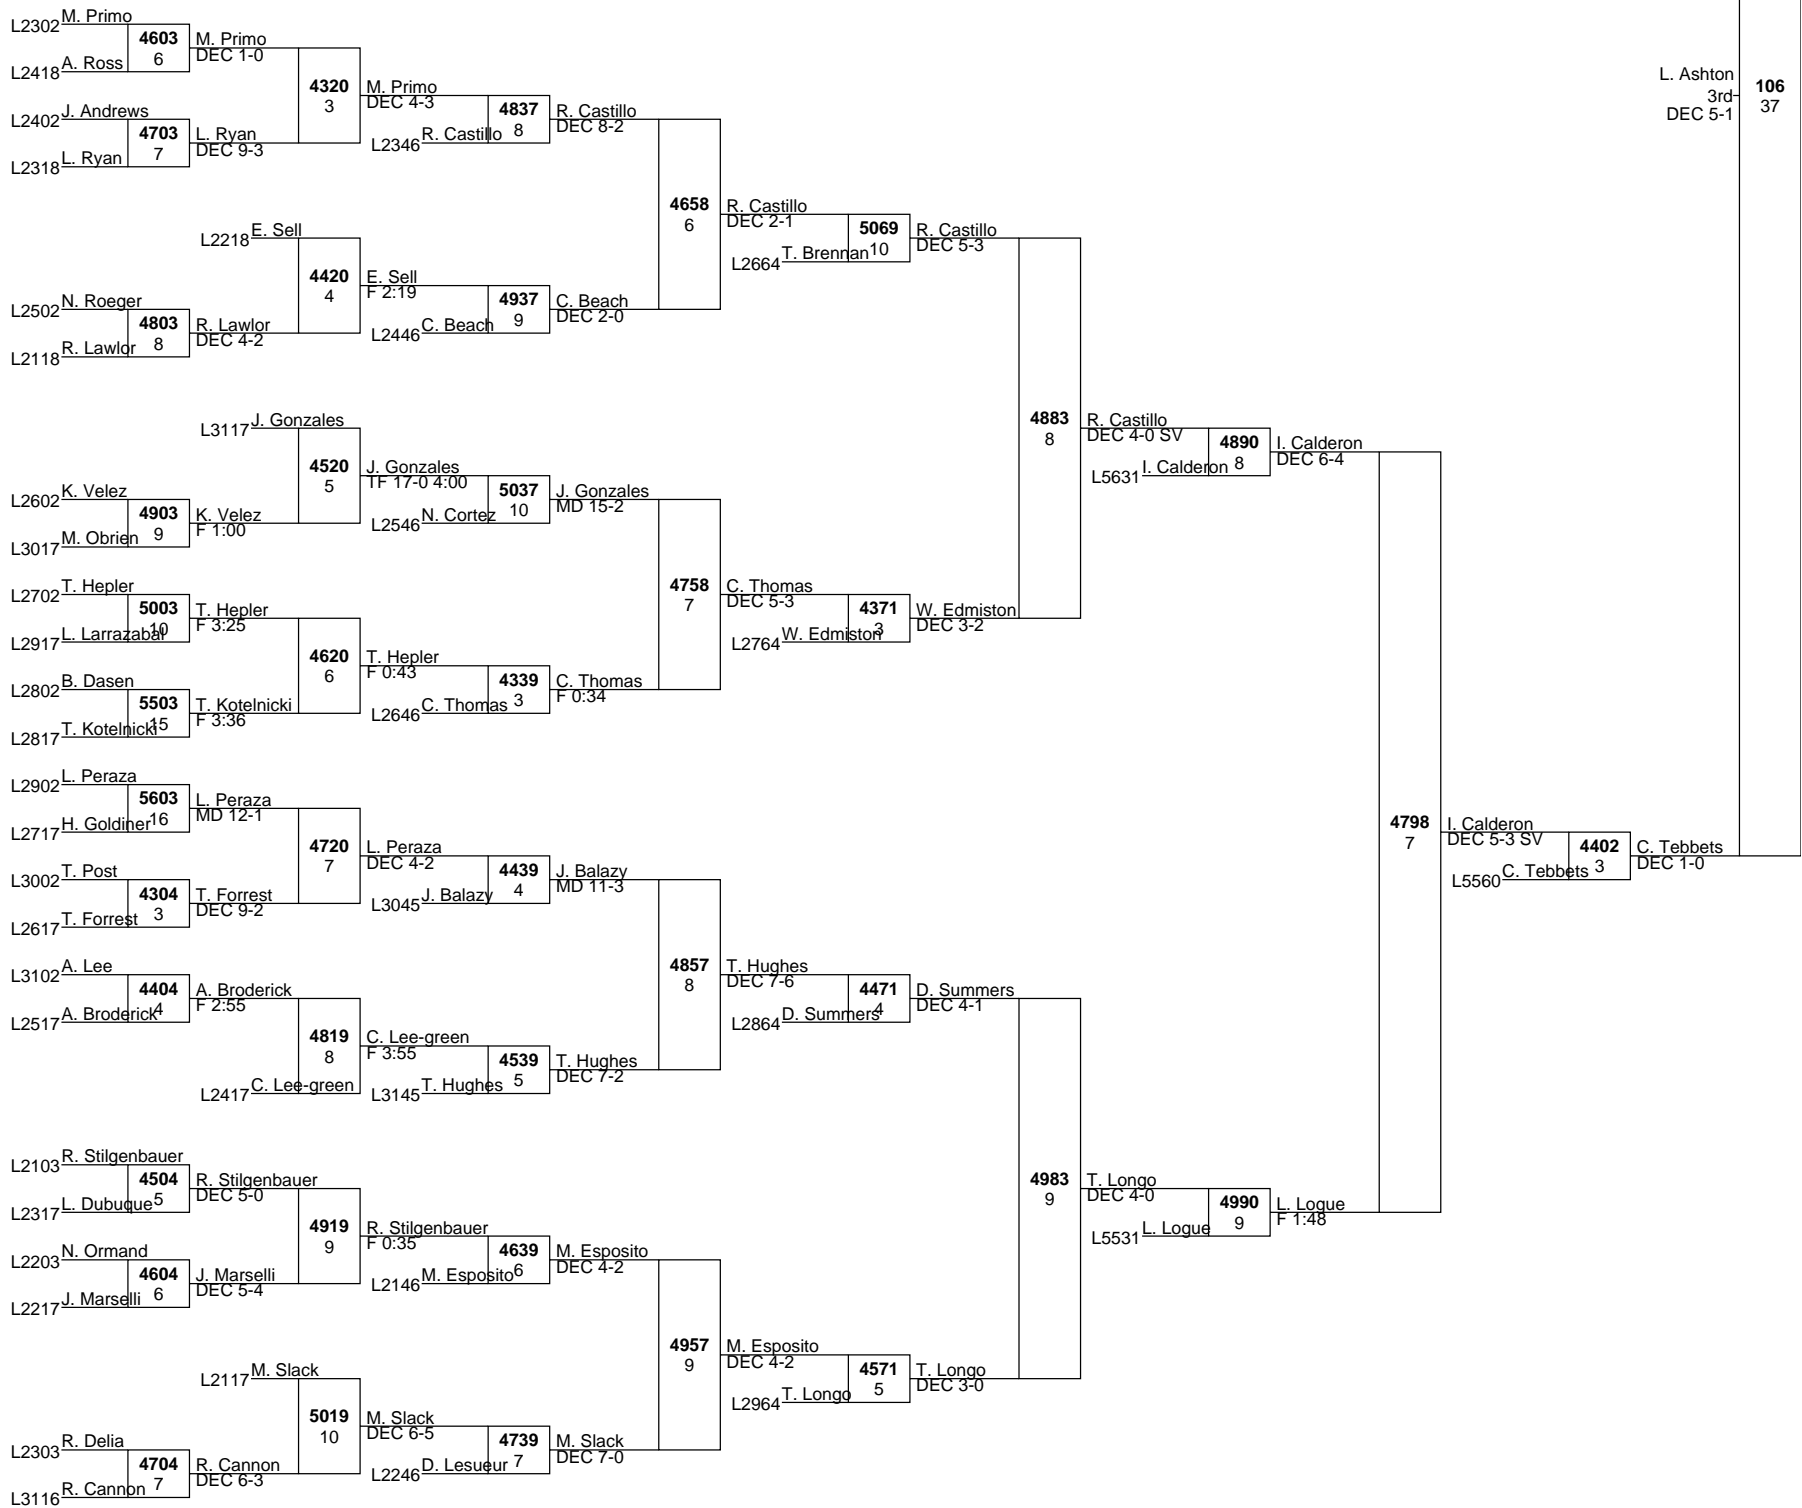 L2302 M. Primo
4603
6
M. Primo
DEC 1-0
L2418 A. Ross
4320
3
M. Primo
DEC 4-3
L2402 J. Andrews
4703
7
L. Ryan
DEC 9-3
L2318 L. Ryan
L2346 R. Castillo
4837
8
R. Castillo
DEC 8-2
4658
6
R. Castillo
DEC 2-1
L2218 E. Sell
4420
4
E. Sell
F 2:19
L2502 N. Roeger
4803
8
R. Lawlor
DEC 4-2
L2118 R. Lawlor
L2446 C. Beach
4937
9
C. Beach
DEC 2-0
L2664 T. Brennan
5069
10
R. Castillo
DEC 5-3
4883
8
R. Castillo
DEC 4-0 SV
L3117 J. Gonzales
4520
5
J. Gonzales
TF 17-0 4:00
L2602 K. Velez
4903
9
K. Velez
F 1:00
L3017 M. Obrien
L2546 N. Cortez
5037
10
J. Gonzales
MD 15-2
4758
7
C. Thomas
DEC 5-3
L2702 T. Hepler
5003
10
T. Hepler
F 3:25
L2917 L. Larrazabal
4620
6
T. Hepler
F 0:43
L2802 B. Dasen
5503
15
T. Kotelnicki
F 3:36
L2817 T. Kotelnicki
L2646 C. Thomas
4339
3
C. Thomas
F 0:34
L2764 W. Edmiston
4371
3
W. Edmiston
DEC 3-2
L5631 I. Calderon
4890
8
I. Calderon
DEC 6-4
4798
7
I. Calderon
DEC 5-3 SV
L2902 L. Peraza
5603
16
L. Peraza
MD 12-1
L2717 H. Goldiner
4720
7
L. Peraza
DEC 4-2
L3002 T. Post
4304
3
T. Forrest
DEC 9-2
L2617 T. Forrest
L3045 J. Balazy
4439
4
J. Balazy
MD 11-3
4857
8
T. Hughes
DEC 7-6
L3102 A. Lee
4404
4
A. Broderick
F 2:55
L2517 A. Broderick
4819
8
C. Lee-green
F 3:55
L2417 C. Lee-green
L3145 T. Hughes
4539
5
T. Hughes
DEC 7-2
L2864 D. Summers
4471
4
D. Summers
DEC 4-1
4983
9
T. Longo
DEC 4-0
L2103 R. Stilgenbauer
4504
5
R. Stilgenbauer
DEC 5-0
L2317 L. Dubuque
4919
9
R. Stilgenbauer
F 0:35
L2203 N. Ormand
4604
6
J. Marselli
DEC 5-4
L2217 J. Marselli
L2146 M. Esposito
4639
6
M. Esposito
DEC 4-2
4957
9
M. Esposito
DEC 4-2
L2117 M. Slack
5019
10
M. Slack
DEC 6-5
L2303 R. Delia
4704
7
R. Cannon
DEC 6-3
L3116 R. Cannon
L2246 D. Lesueur
4739
7
M. Slack
DEC 7-0
L2964 T. Longo
4571
5
T. Longo
DEC 3-0
L5531 L. Logue
4990
9
L. Logue
F 1:48
L5560 C. Tebbets
4402
3
C. Tebbets
DEC 1-0
L. Ashton
3rd
DEC 5-1
106
37